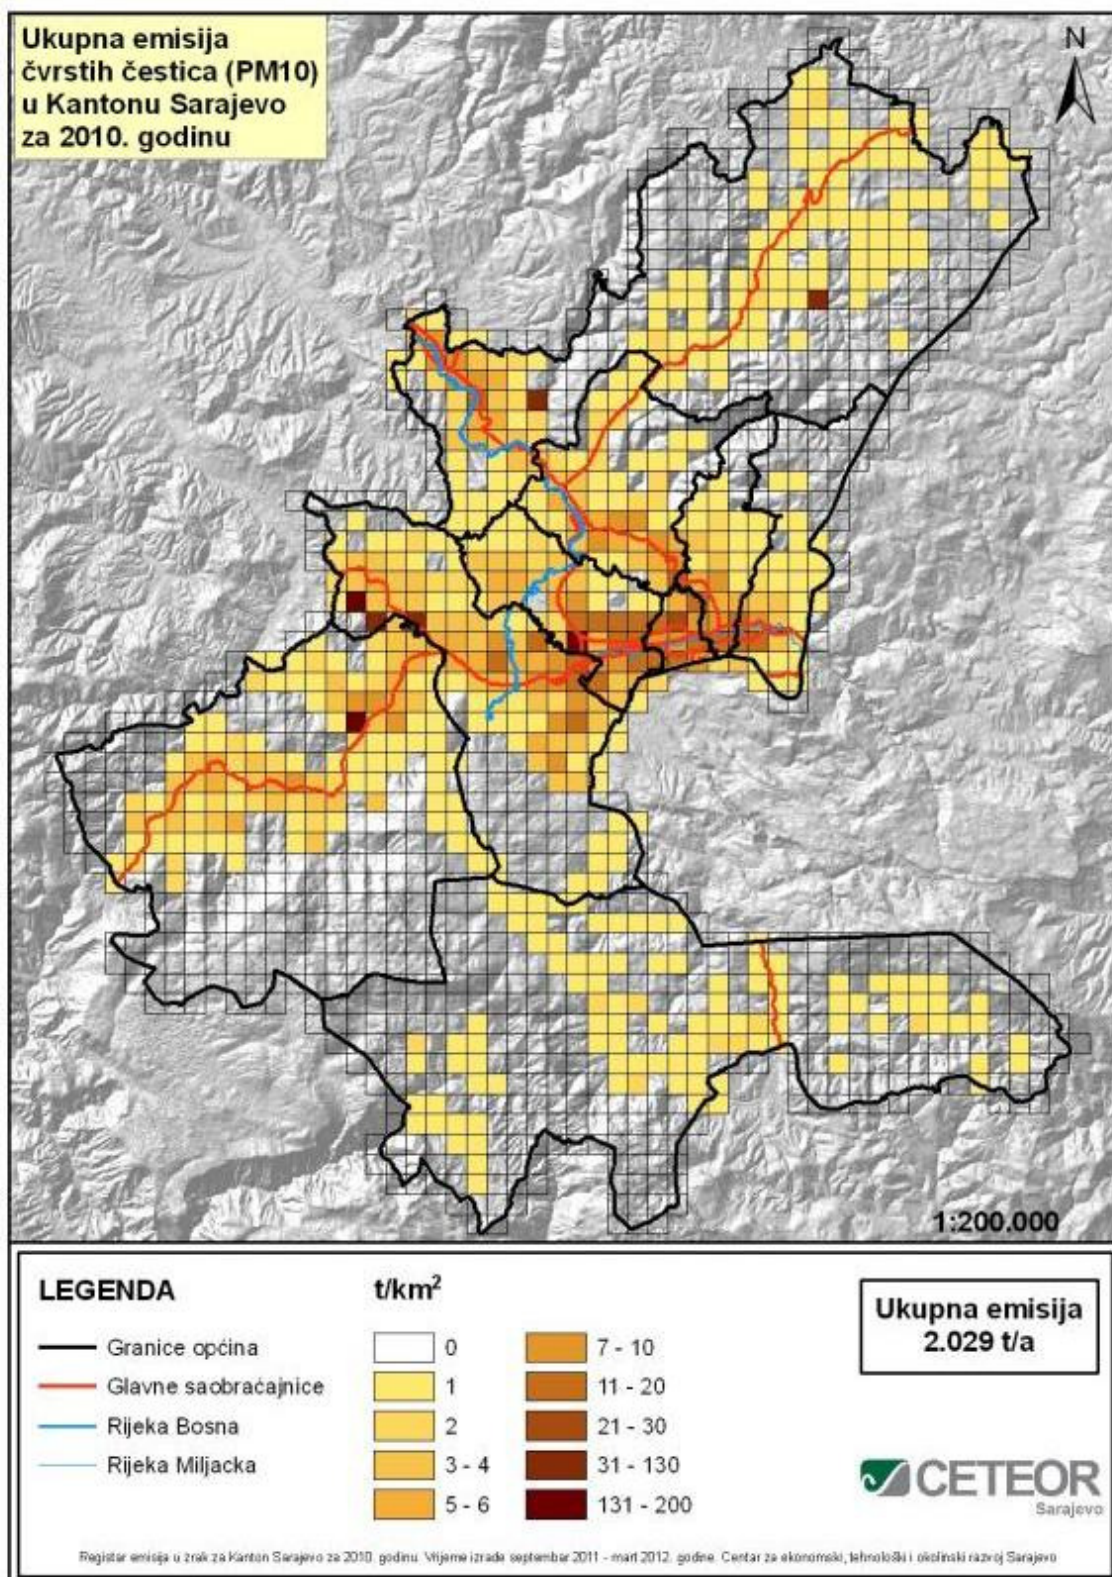 Ukupna emisija
čvrstih čestica (PM10)
u Kantonu Sarajevo
za 2010. godinu
N
1:200.000
LEGENDA
Granice općina
Glavne saobraćajnice
Rijeka Bosna
Rijeka Miljacka
t/km²
0
1
2
3 - 4
5 - 6
7 - 10
11 - 20
21 - 30
31 - 130
131 - 200
Ukupna emisija
2.029 t/a
CETEOR
Sarajevo
Registar emisija u zrak za Kanton Sarajevo za 2010. godinu. Vrijeme izrade septembar 2011 - mart 2012. godine. Centar za ekonomski, tehnološki i okolinski razvoj Sarajevo